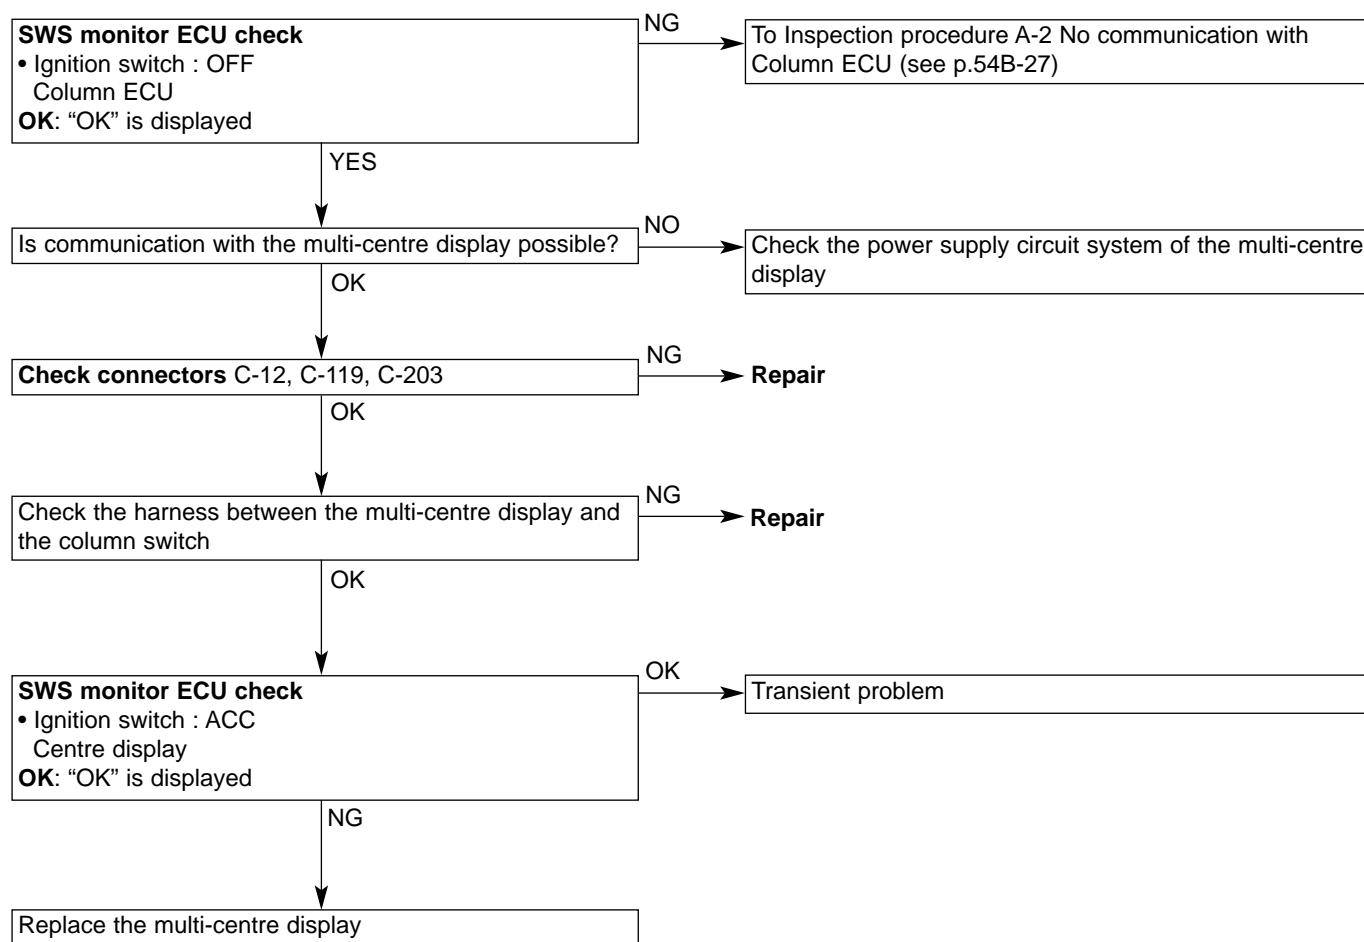 SWS monitor ECU check
• Ignition switch : OFF
Column ECU
OK: “OK” is displayed
NG
To Inspection procedure A-2 No communication with
Column ECU (see p.54B-27)
YES
Is communication with the multi-centre display possible?
NO
Check the power supply circuit system of the multi-centre
display
OK
Check connectors C-12, C-119, C-203
NG
Repair
OK
Check the harness between the multi-centre display and
the column switch
NG
Repair
OK
SWS monitor ECU check
• Ignition switch : ACC
Centre display
OK: “OK” is displayed
OK
Transient problem
NG
Replace the multi-centre display